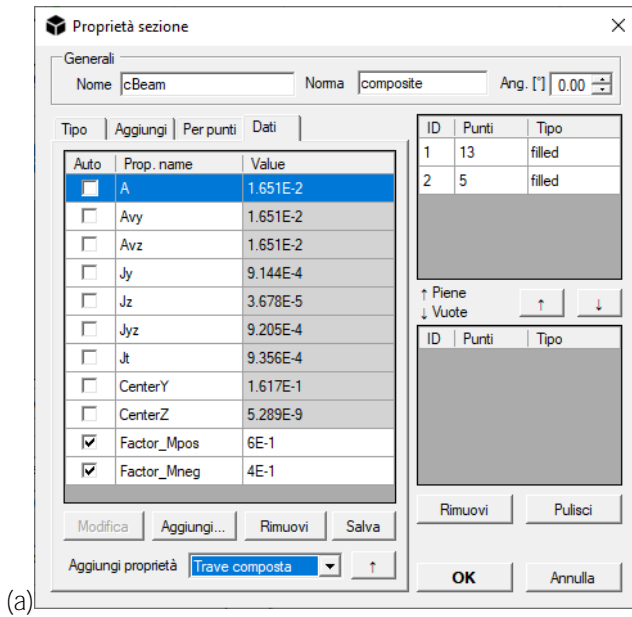 Proprietà sezione
Generali
Nome cBeam Norma composite Ang. [°] 0.00
Tipo Aggiungi Per punti Dati
Auto Prop. name Value
A 1.651E-2
Avy 1.651E-2
Avz 1.651E-2
Jy 9.144E-4
Jz 3.678E-5
Jyz 9.205E-4
Jt 9.356E-4
CenterY 1.617E-1
CenterZ 5.289E-9
Factor_Mpos 6E-1
Factor_Mneg 4E-1
Modifica Aggiungi... Rimuovi Salva
Aggiungi proprietà Trave composta ↑
ID Punti Tipo
1 13 filled
2 5 filled
↑ Piene
↓ Vuote
↑ ↓
ID Punti Tipo
Rimuovi Pulisci
OK Annulla
(a)